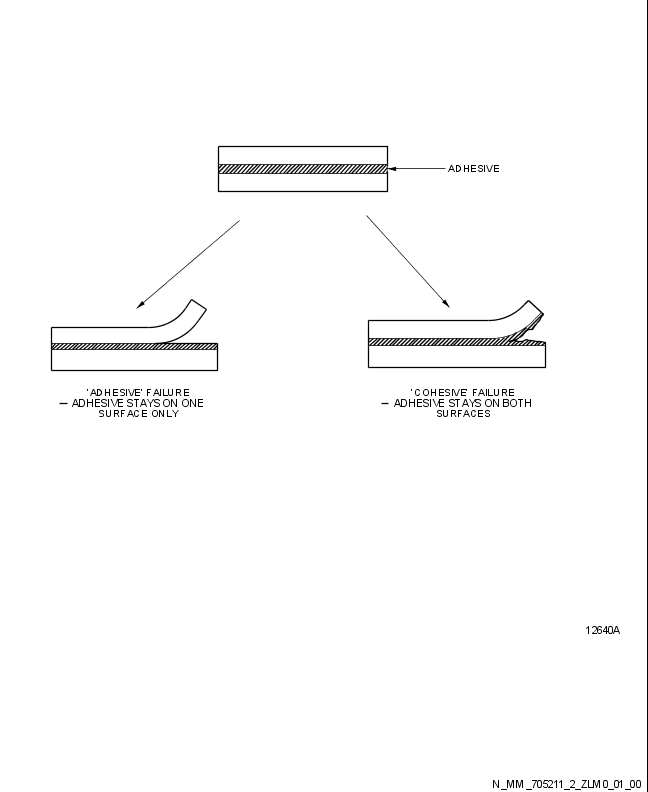 ADHESIVE
'ADHESIVE' FAILURE
— ADHESIVE STAYS ON ONE
SURFACE ONLY
'COHESIVE' FAILURE
— ADHESIVE STAYS ON BOTH
SURFACES
12640A
N_MM_705211_2_ZLM0_01_00